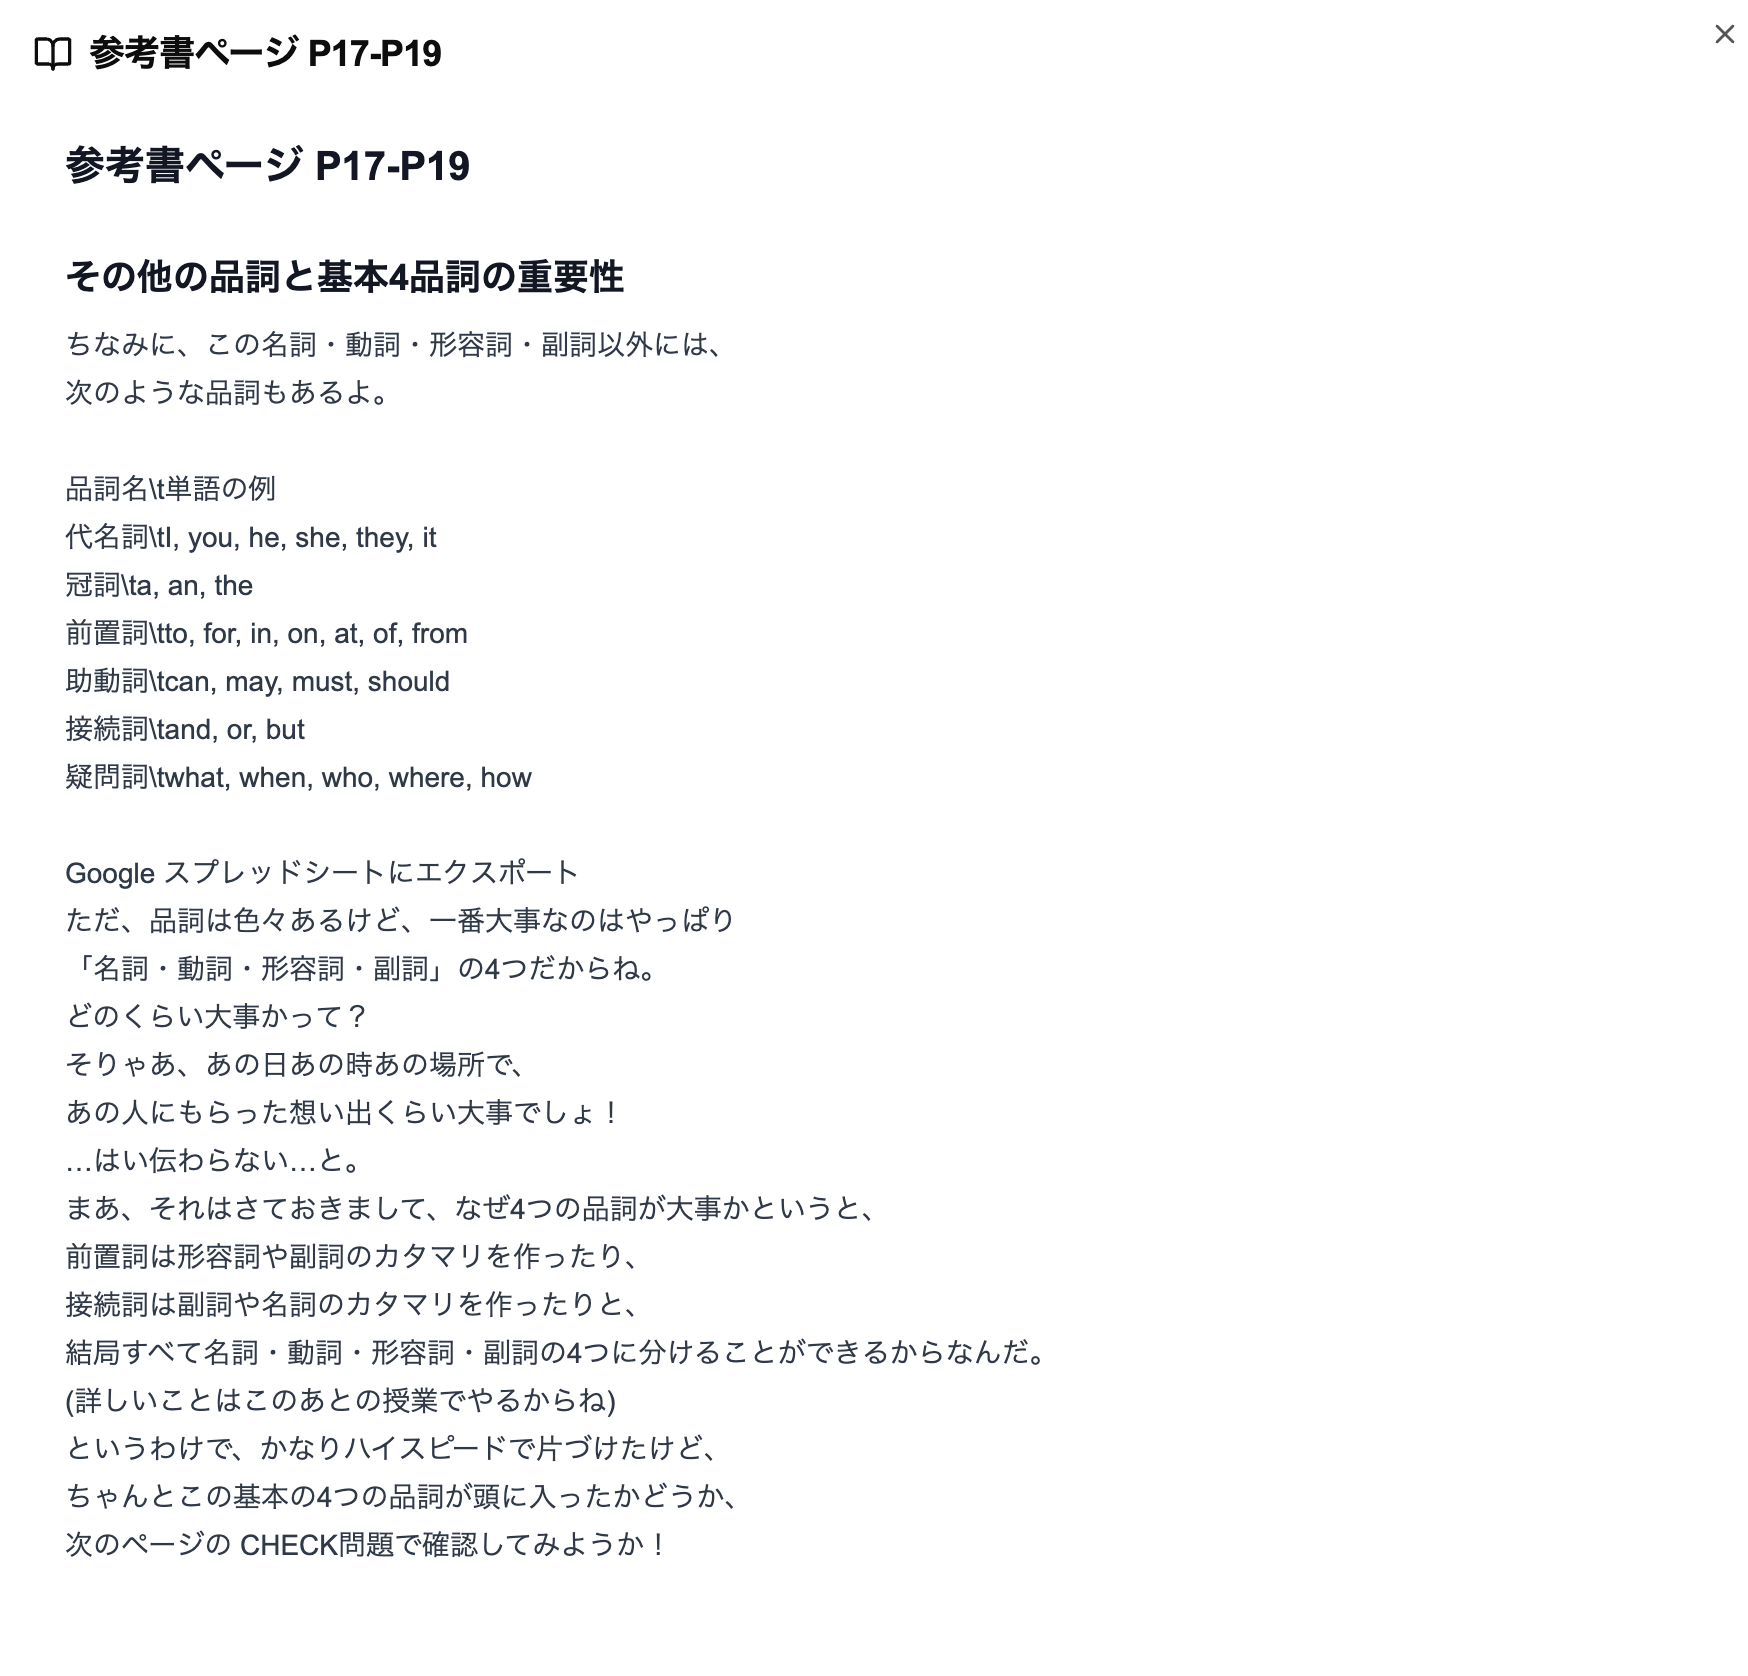 参考書ページ P17-P19
参考書ページ P17-P19
その他の品詞と基本4品詞の重要性
ちなみに、この名詞・動詞・形容詞・副詞以外には、
次のような品詞もあるよ。
品詞名\t単語の例
代名詞\tI, you, he, she, they, it
冠詞\ta, an, the
前置詞\tto, for, in, on, at, of, from
助動詞\tcan, may, must, should
接続詞\tand, or, but
疑問詞\twhat, when, who, where, how
Google スプレッドシートにエクスポート
ただ、品詞は色々あるけど、一番大事なのはやっぱり
「名詞・動詞・形容詞・副詞」の4つだからね。
どのくらい大事かって？
そりゃあ、あの日あの時あの場所で、
あの人にもらった想い出くらい大事でしょ！
…はい伝わらない…と。
まあ、それはさておきまして、なぜ4つの品詞が大事かというと、
前置詞は形容詞や副詞のカタマリを作ったり、
接続詞は副詞や名詞のカタマリを作ったりと、
結局すべて名詞・動詞・形容詞・副詞の4つに分けることができるからなんだ。
(詳しいことはこのあとの授業でやるからね)
というわけで、かなりハイスピードで片づけたけど、
ちゃんとこの基本の4つの品詞が頭に入ったかどうか、
次のページの CHECK問題で確認してみようか！